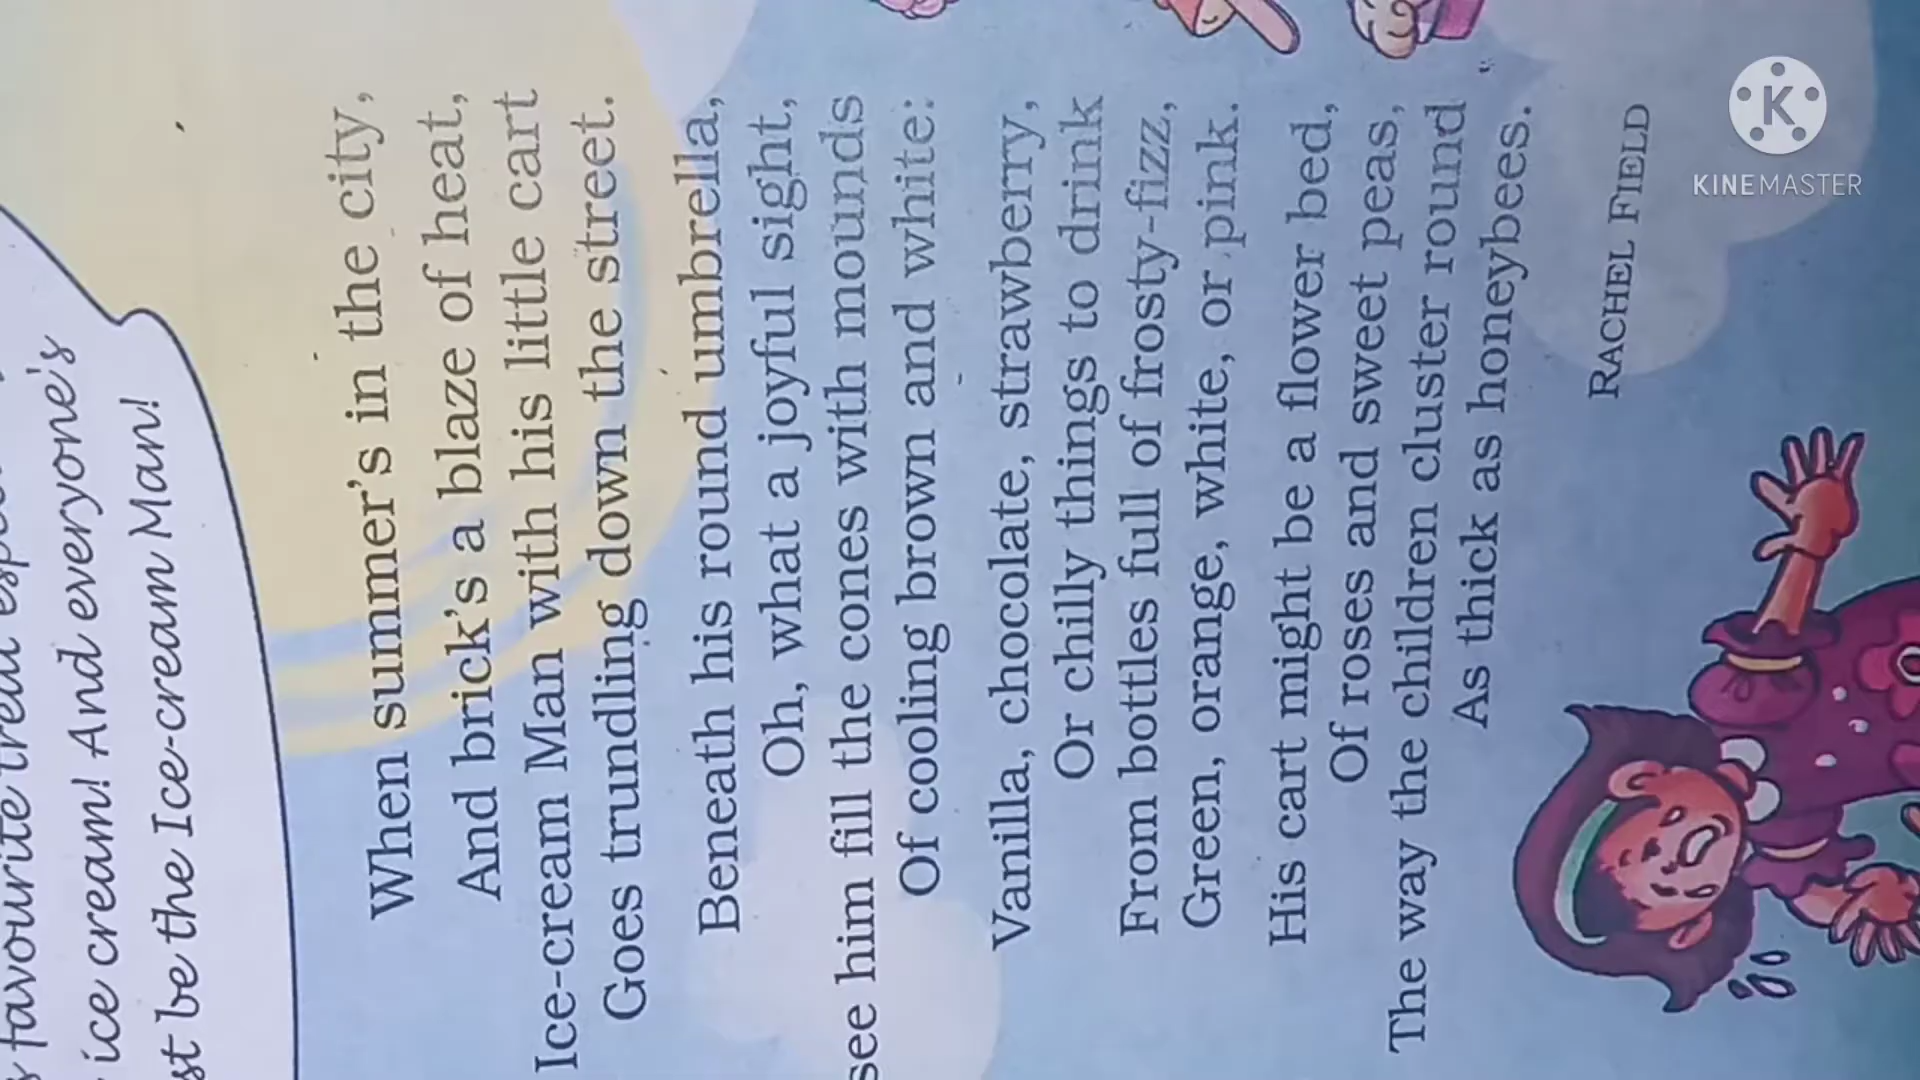 favourite treat
ice cream! And everyone's
st be the Ice-cream Man!
When summer's in the city,
And brick's a blaze of heat,
Ice-cream Man with his little cart
Goes trundling down the street.
Beneath his round umbrella,
Oh, what a joyful sight,
see him fill the cones with mounds
Of cooling brown and white:
Vanilla, chocolate, strawberry,
Or chilly things to drink
From bottles full of frosty-fizz,
Green, orange, white, or pink.
His cart might be a flower bed,
Of roses and sweet peas,
The way the children cluster round
As thick as honeybees.
RACHEL FIELD
K
KINEMASTER